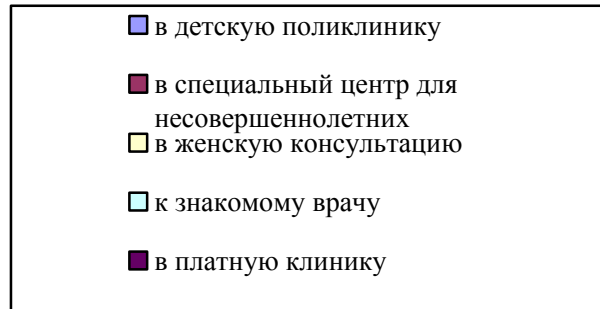 в детскую поликлинику
в специальный центр для
несовершеннолетних
в женскую консультацию
к знакомому врачу
в платную клинику